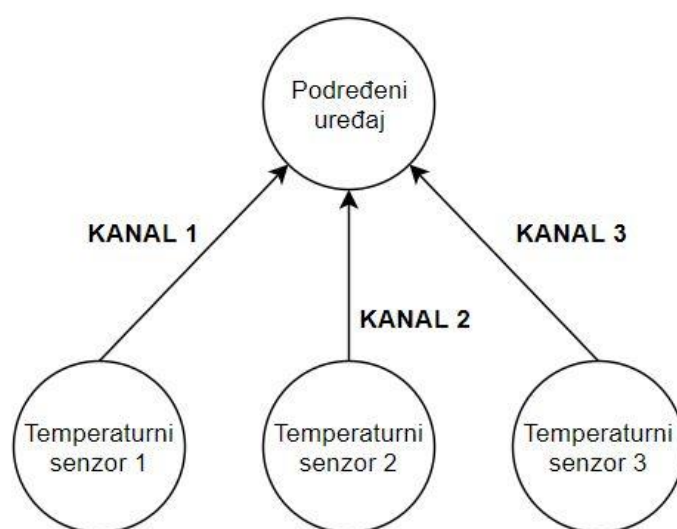 Podređeni
uređaj
KANAL 1
KANAL 3
KANAL 2
Temperaturni
senzor 1
Temperaturni
senzor 2
Temperaturni
senzor 3